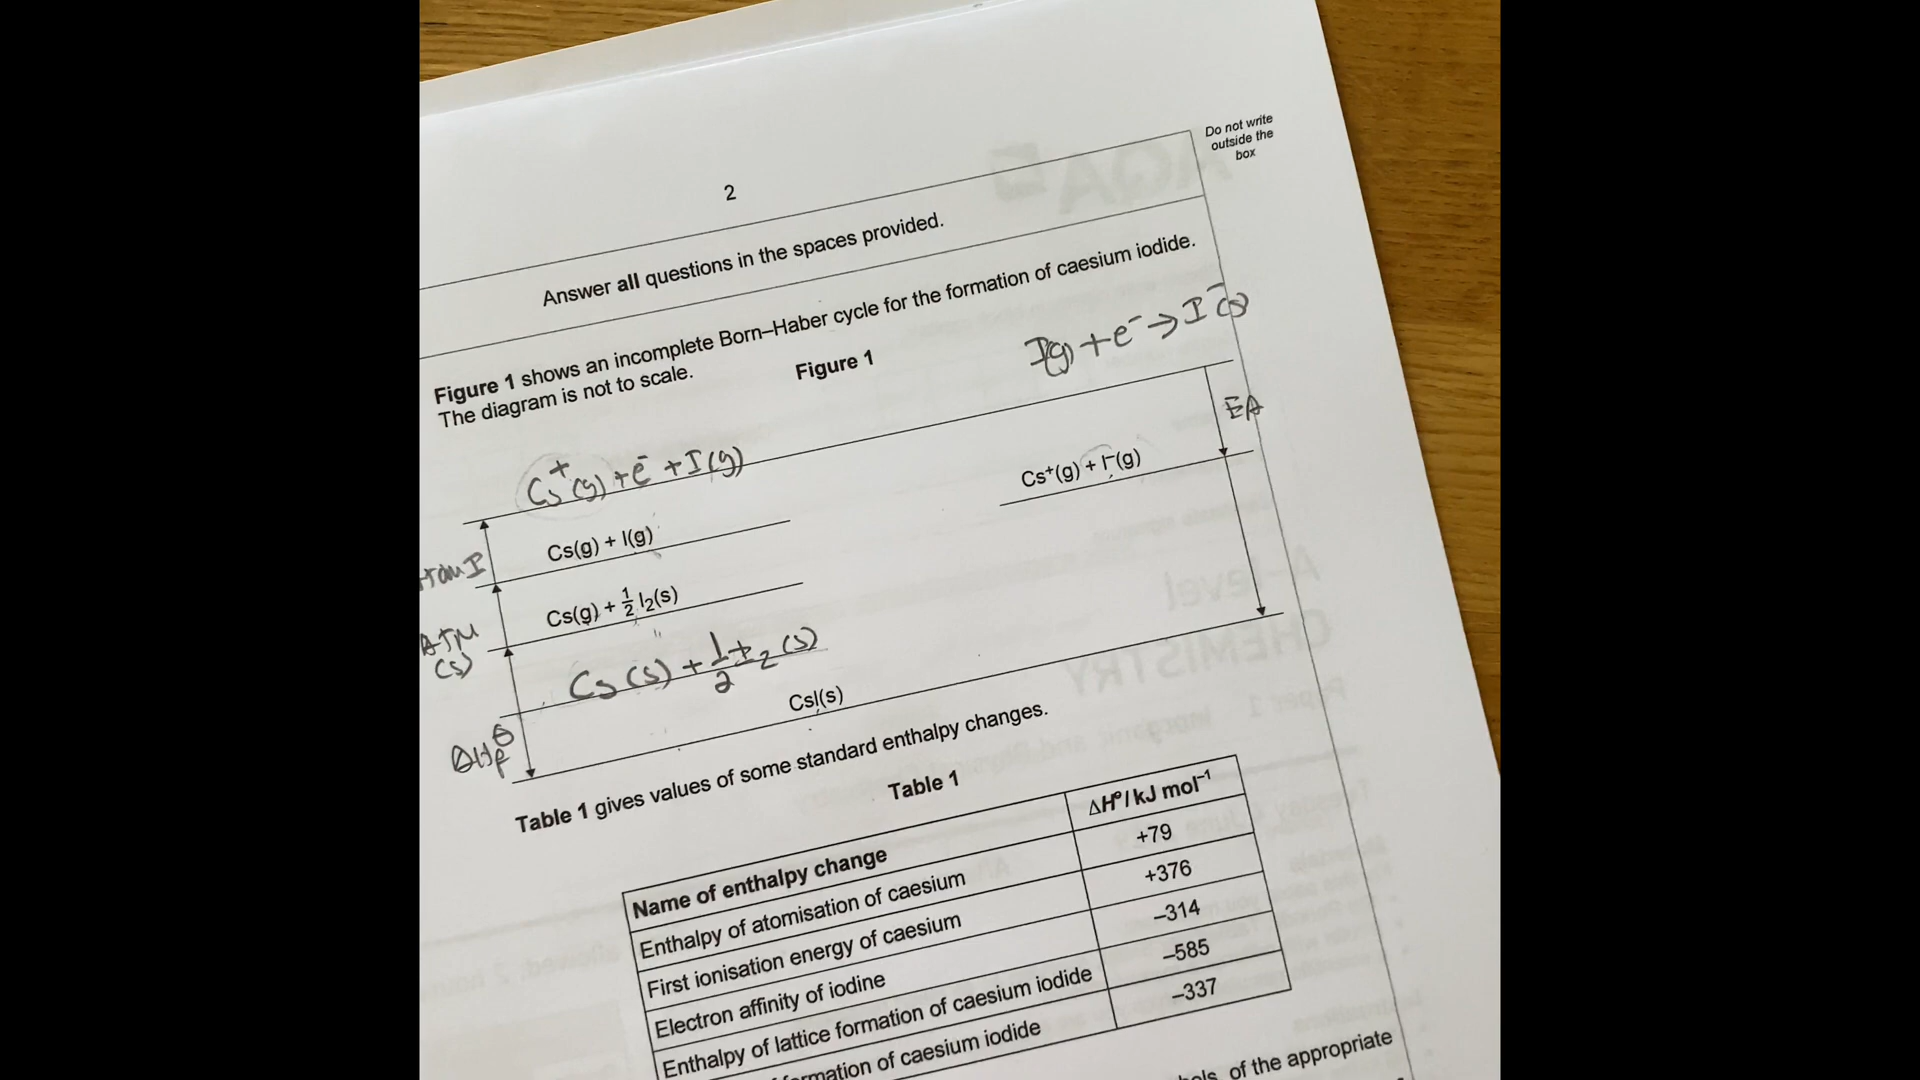 Do not write
outside the
box
2
Answer all questions in the spaces provided.
Figure 1 shows an incomplete Born–Haber cycle for the formation of caesium iodide.
The diagram is not to scale.
Figure 1
I(g) + e⁻ → I⁻(s)
EA
Cs⁺(g) + e⁻ + I(g)
Cs⁺(g) + I⁻(g)
Cs(g) + I(g)
Cs(g) + ½ I₂(s)
ATM
(s)
Cs(s) + ½ I₂(s)
CsI(s)
ΔHf⊖
Table 1 gives values of some standard enthalpy changes.
Table 1
Name of enthalpy change ΔH⊖ / kJ mol⁻¹
Enthalpy of atomisation of caesium +79
First ionisation energy of caesium +376
Electron affinity of iodine –314
Enthalpy of lattice formation of caesium iodide –585
formation of caesium iodide –337
of the appropriate